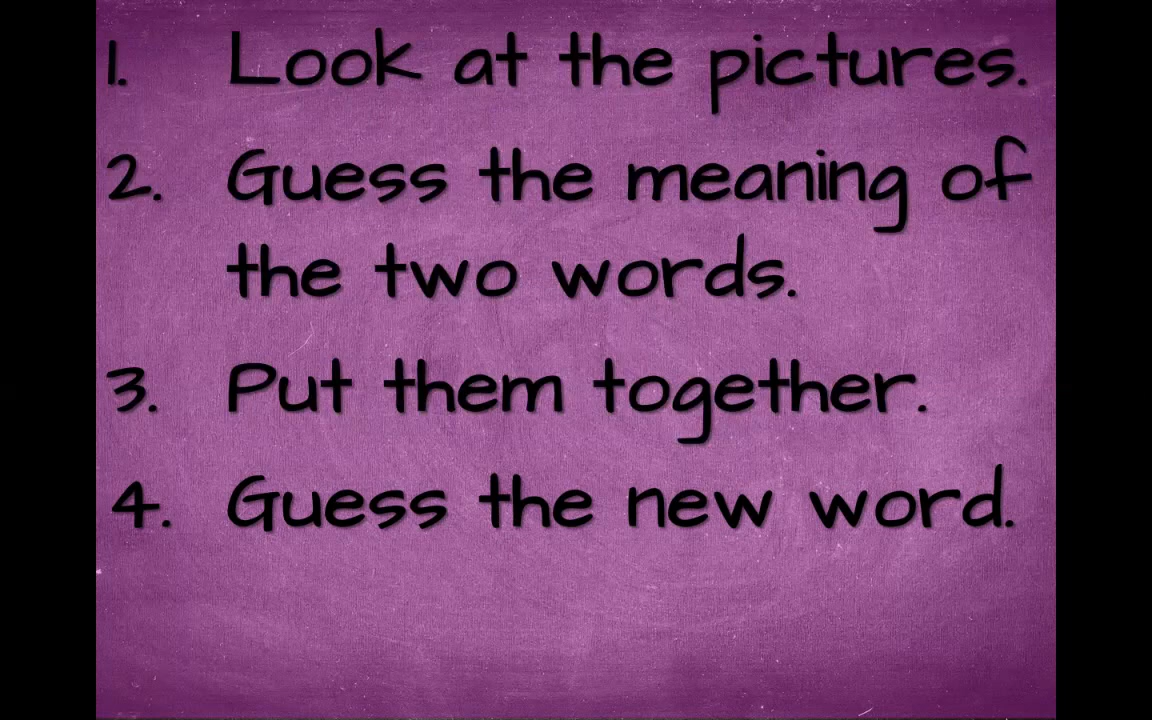 1. Look at the pictures.
2. Guess the meaning of
the two words.
3. Put them together.
4. Guess the new word.